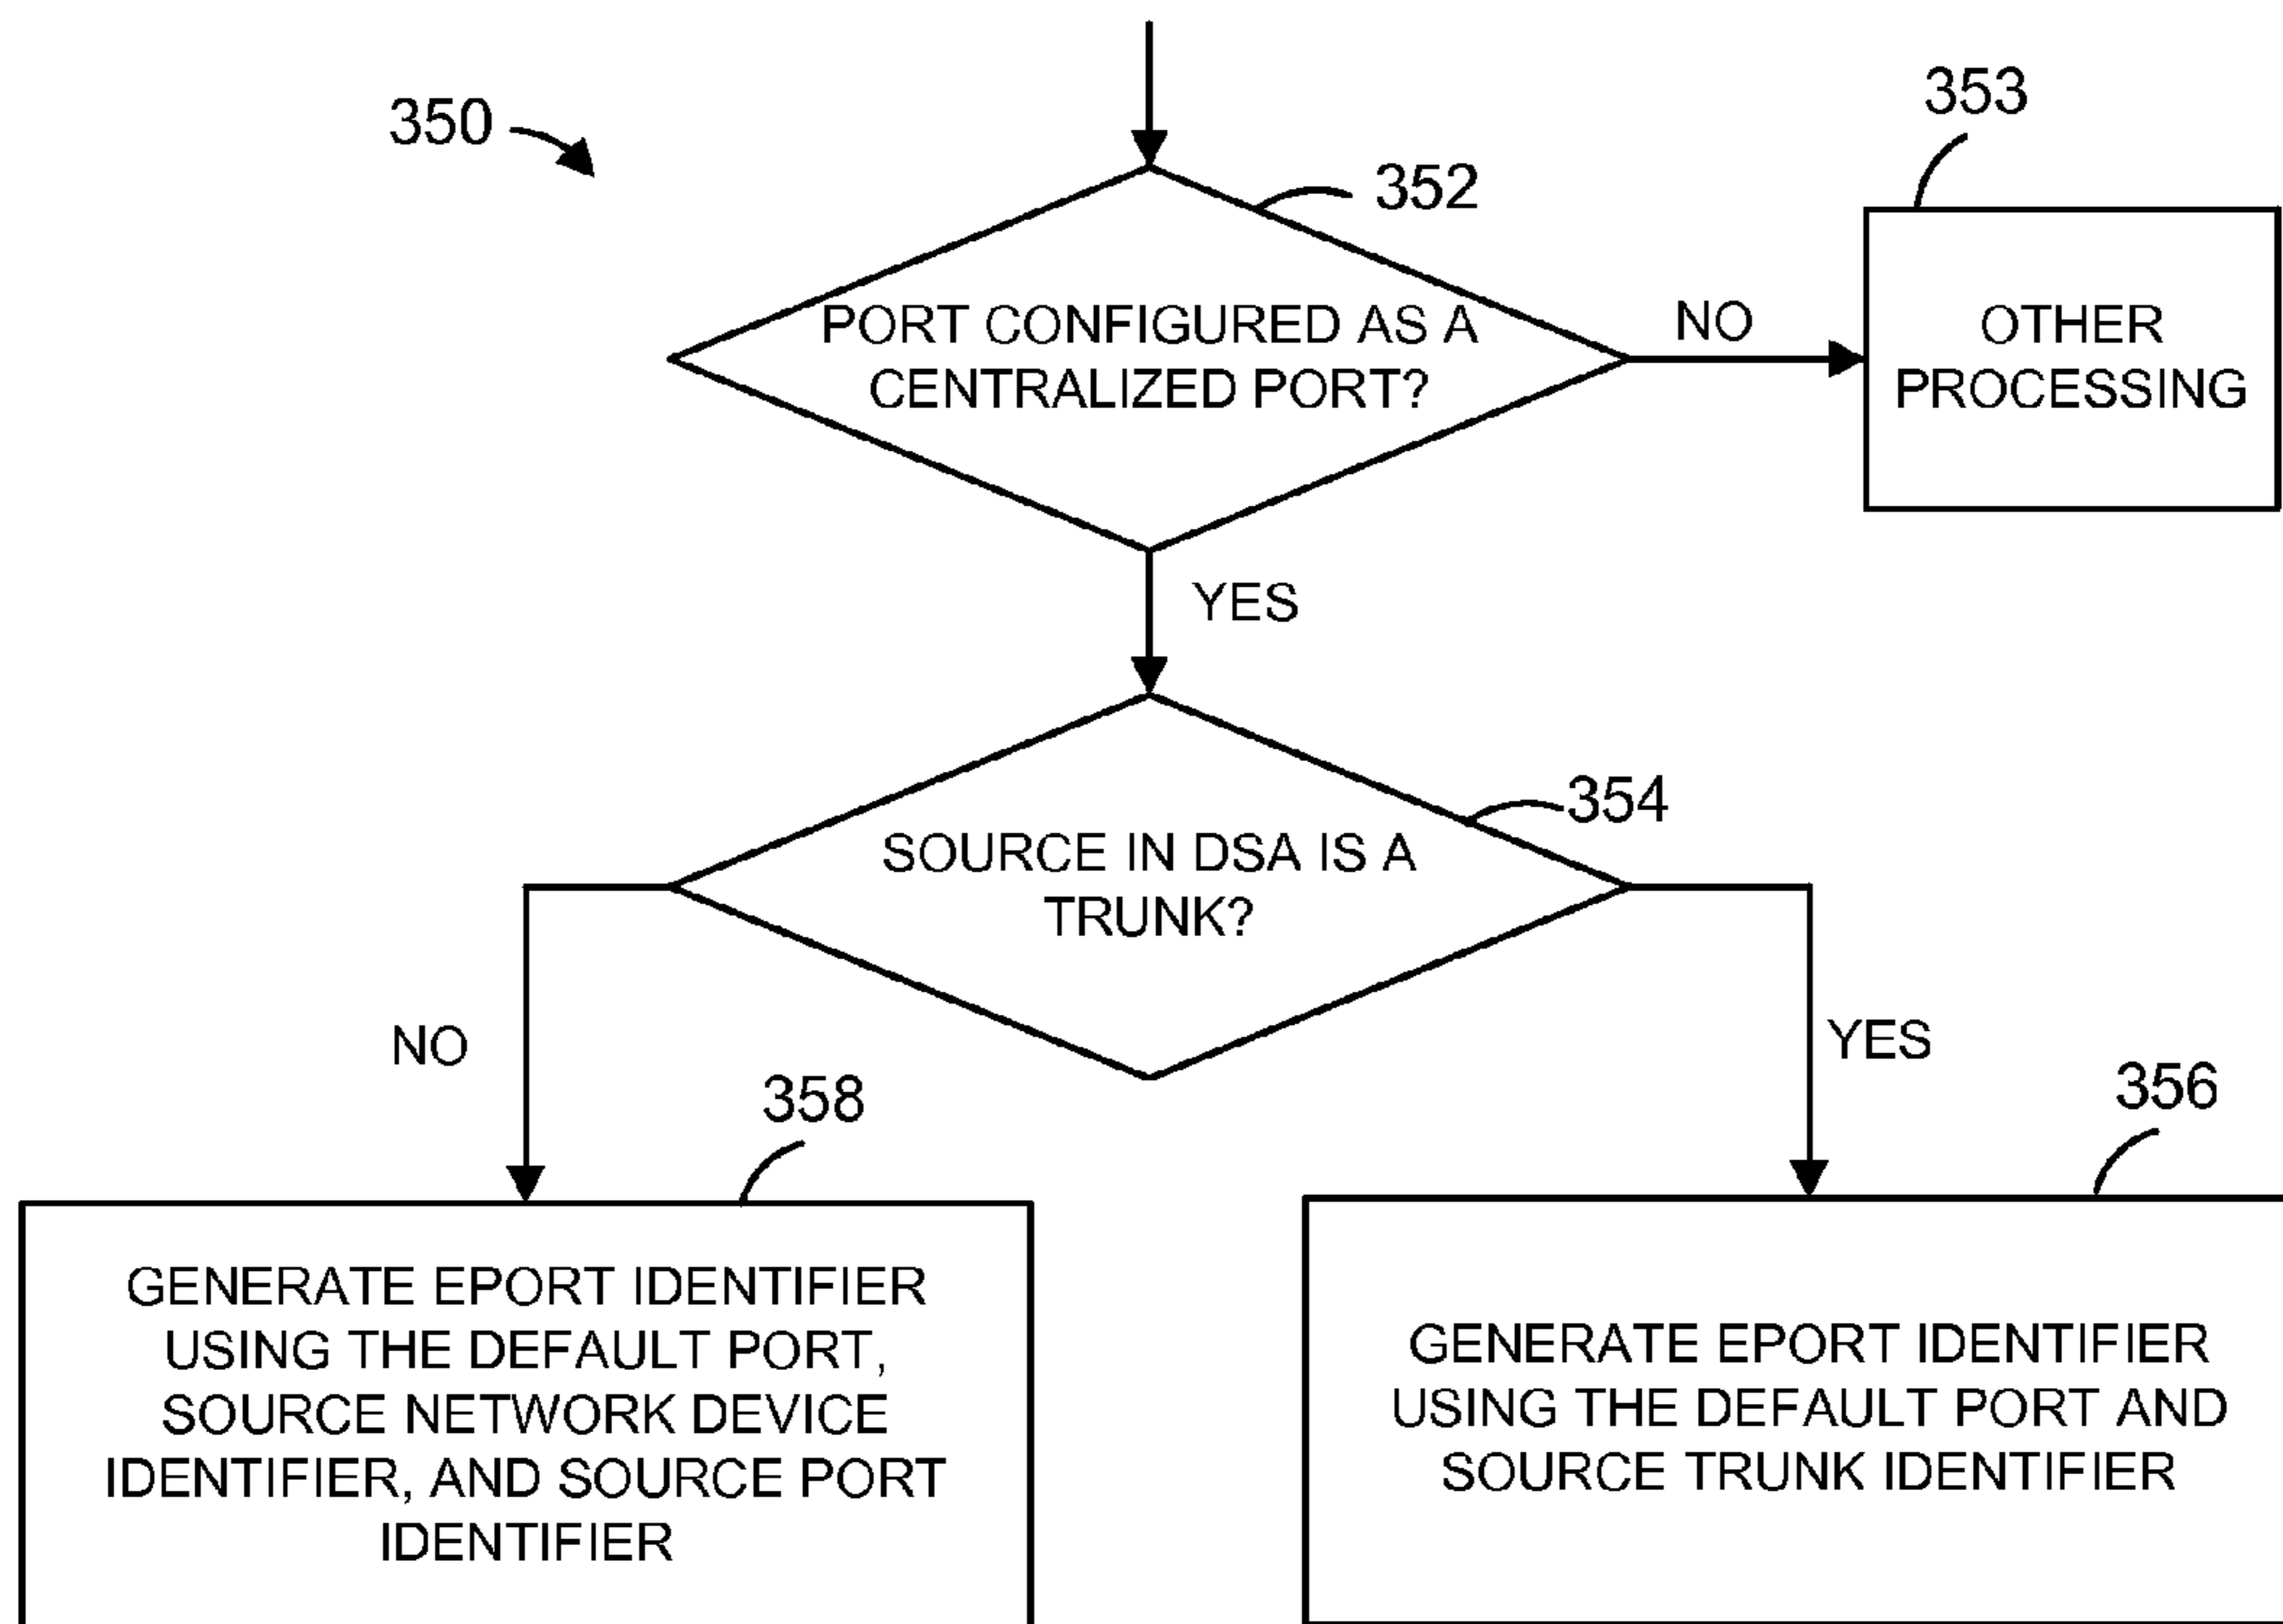 350
352
353
PORT CONFIGURED AS A
CENTRALIZED PORT?
NO
OTHER
PROCESSING
YES
354
SOURCE IN DSA IS A
TRUNK?
NO
YES
358
356
GENERATE EPORT IDENTIFIER
USING THE DEFAULT PORT,
SOURCE NETWORK DEVICE
IDENTIFIER, AND SOURCE PORT
IDENTIFIER
GENERATE EPORT IDENTIFIER
USING THE DEFAULT PORT AND
SOURCE TRUNK IDENTIFIER